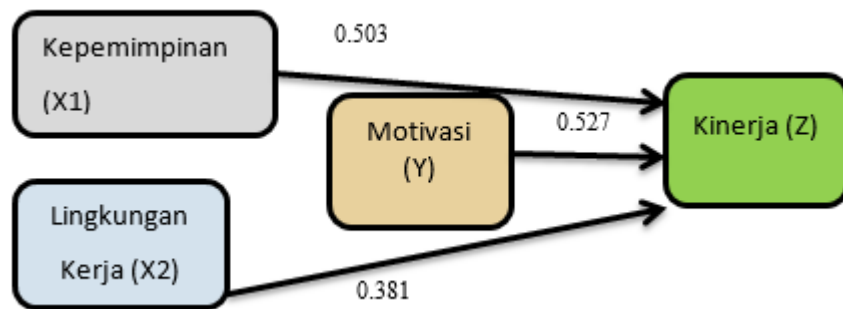 Kepemimpinan
(X1)
0.503
Motivasi
(Y)
0.527
Kinerja (Z)
Lingkungan
Kerja (X2)
0.381